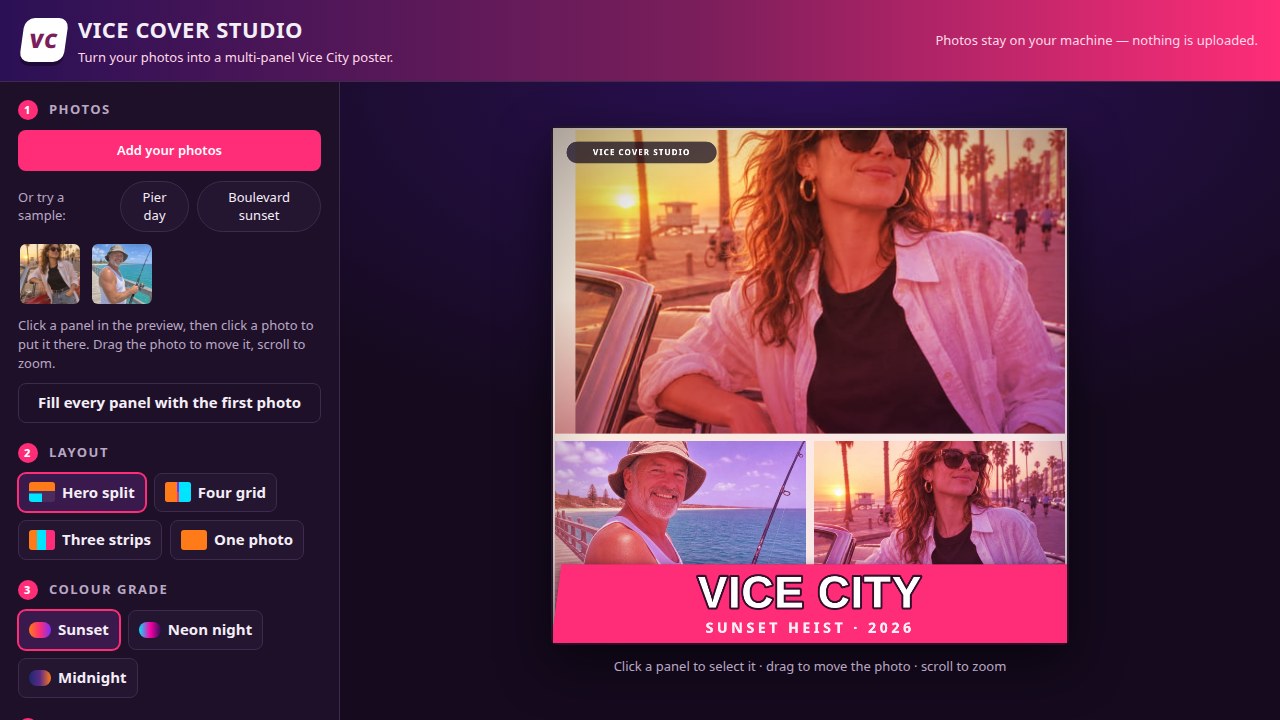 VC
VICE COVER STUDIO
Turn your photos into a multi-panel Vice City poster.
Photos stay on your machine — nothing is uploaded.
1 PHOTOS
Add your photos
Or try a
sample:
Pier
day
Boulevard
sunset
Click a panel in the preview, then click a photo to
put it there. Drag the photo to move it, scroll to
zoom.
Fill every panel with the first photo
2 LAYOUT
Hero split
Four grid
Three strips
One photo
3 COLOUR GRADE
Sunset
Neon night
Midnight
VICE COVER STUDIO
VICE CITY
SUNSET HEIST · 2026
Click a panel to select it · drag to move the photo · scroll to zoom